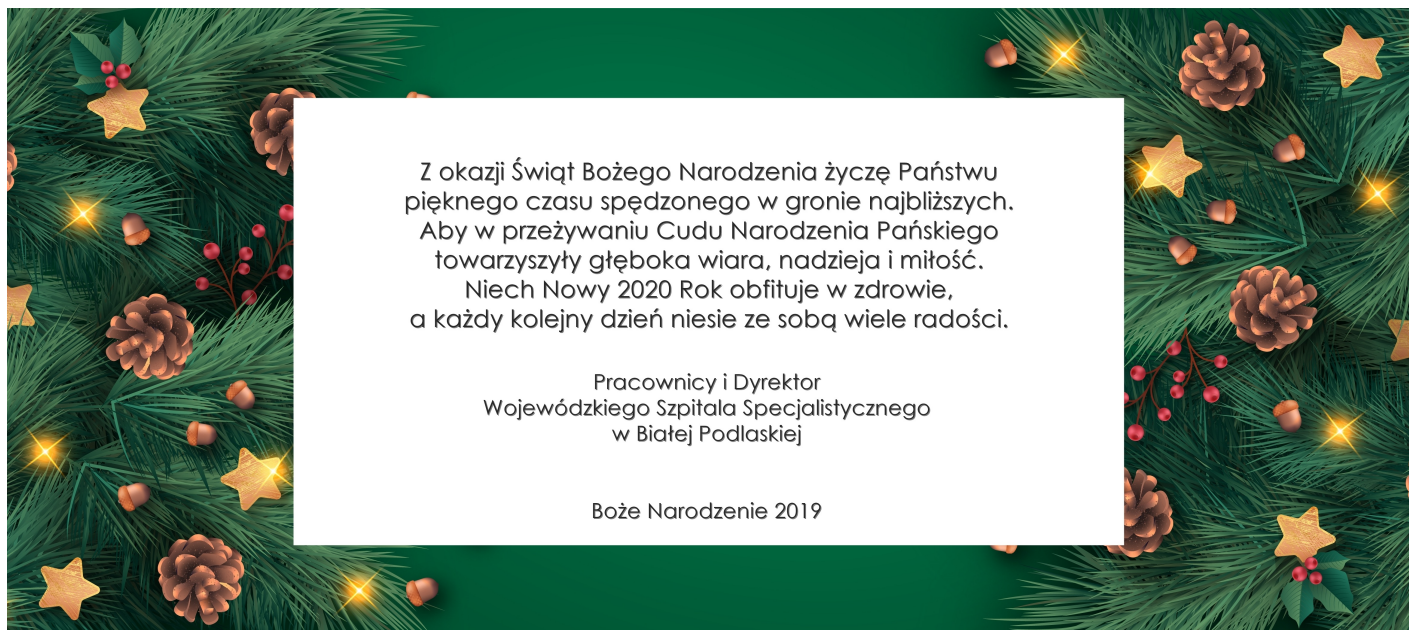 Z okazji Świąt Bożego Narodzenia życzę Państwu
pięknego czasu spędzonego w gronie najbliższych.
Aby w przeżywaniu Cudu Narodzenia Pańskiego
towarzyszyły głęboka wiara, nadzieja i miłość.
Niech Nowy 2020 Rok obfituje w zdrowie,
a każdy kolejny dzień niesie ze sobą wiele radości.
Pracownicy i Dyrektor
Wojewódzkiego Szpitala Specjalistycznego
w Białej Podlaskiej
Boże Narodzenie 2019